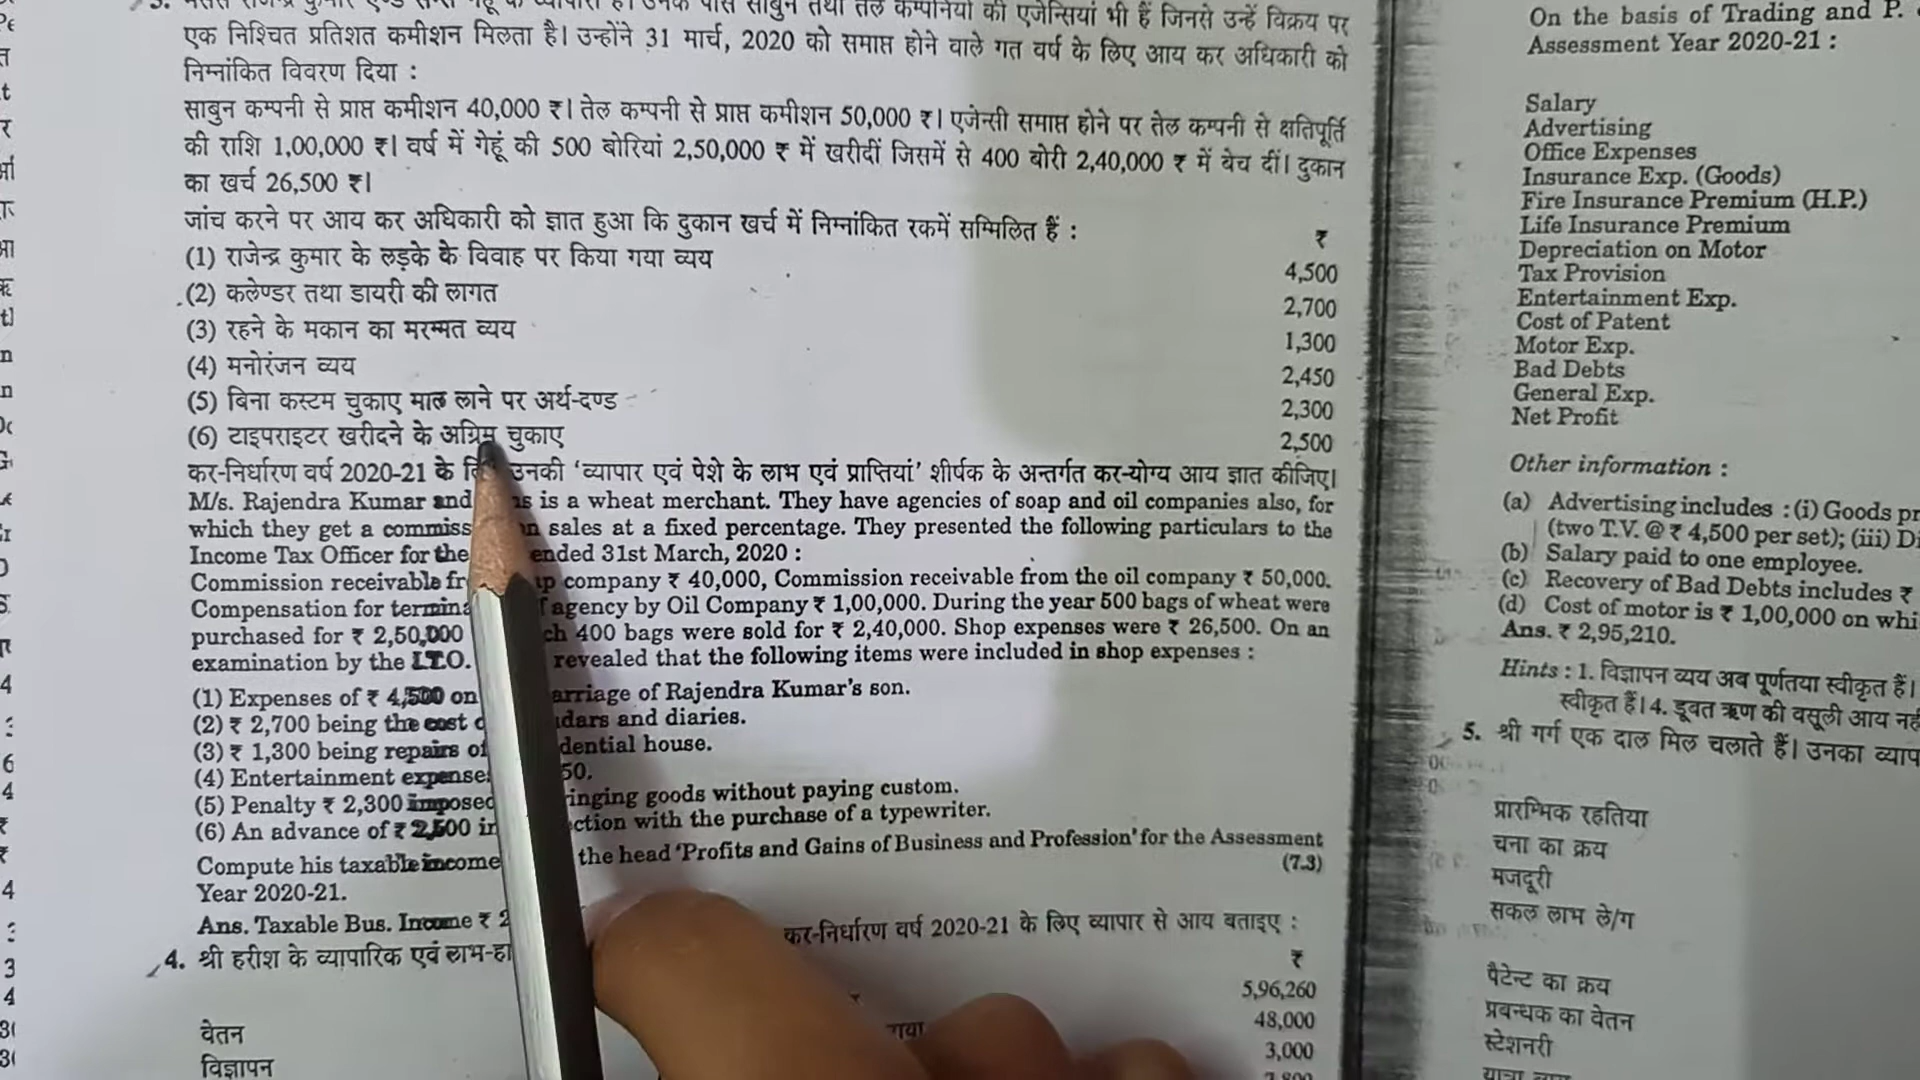 3. मैसर्स राजेन्द्र कुमार एण्ड सन्स गेहूं के व्यापारी हैं। उनके पास साबुन तथा तेल कम्पनियों की एजेन्सियां भी हैं जिनसे उन्हें विक्रय पर
एक निश्चित प्रतिशत कमीशन मिलता है। उन्होंने 31 मार्च, 2020 को समाप्त होने वाले गत वर्ष के लिए आय कर अधिकारी को
निम्नांकित विवरण दिया :
साबुन कम्पनी से प्राप्त कमीशन 40,000 ₹। तेल कम्पनी से प्राप्त कमीशन 50,000 ₹। एजेन्सी समाप्त होने पर तेल कम्पनी से क्षतिपूर्ति
की राशि 1,00,000 ₹। वर्ष में गेहूं की 500 बोरियां 2,50,000 ₹ में खरीदीं जिसमें से 400 बोरी 2,40,000 ₹ में बेच दीं। दुकान
का खर्च 26,500 ₹।
जांच करने पर आय कर अधिकारी को ज्ञात हुआ कि दुकान खर्च में निम्नांकित रकमें सम्मिलित हैं : ₹
(1) राजेन्द्र कुमार के लड़के के विवाह पर किया गया व्यय 4,500
(2) कलेण्डर तथा डायरी की लागत 2,700
(3) रहने के मकान का मरम्मत व्यय 1,300
(4) मनोरंजन व्यय 2,450
(5) बिना कस्टम चुकाए माल लाने पर अर्थ-दण्ड 2,300
(6) टाइपराइटर खरीदने के अग्रिम चुकाए 2,500
कर-निर्धारण वर्ष 2020-21 के उनकी ‘व्यापार एवं पेशे के लाभ एवं प्राप्तियां’ शीर्षक के अन्तर्गत कर-योग्य आय ज्ञात कीजिए।
M/s. Rajendra Kumar and is a wheat merchant. They have agencies of soap and oil companies also, for
which they get a sales at a fixed percentage. They presented the following particulars to the
Income Tax Officer for the ended 31st March, 2020 :
Commission receivable company ₹ 40,000, Commission receivable from the oil company ₹ 50,000.
Compensation for agency by Oil Company ₹ 1,00,000. During the year 500 bags of wheat were
purchased for ₹ 2,50,000 400 bags were sold for ₹ 2,40,000. Shop expenses were ₹ 26,500. On an
examination by the I.T.O. revealed that the following items were included in shop expenses :
(1) Expenses of ₹ 4,500 on marriage of Rajendra Kumar's son.
(2) ₹ 2,700 being the cost and diaries.
(3) ₹ 1,300 being repairs house.
(4) Entertainment
(5) Penalty ₹ 2,300 imposed goods without paying custom.
(6) An advance of ₹ 2,500 with the purchase of a typewriter.
Compute his taxable income the head ‘Profits and Gains of Business and Profession’ for the Assessment
Year 2020-21. (7.3)
Ans. Taxable Bus. Income ₹
4. श्री हरीश के व्यापारिक एवं कर-निर्धारण वर्ष 2020-21 के लिए व्यापार से आय बताइए :
₹
5,96,260
वेतन 48,000
विज्ञापन 3,000
On the basis of Trading and P.
Assessment Year 2020-21 :
Salary
Advertising
Office Expenses
Insurance Exp. (Goods)
Fire Insurance Premium (H.P.)
Life Insurance Premium
Depreciation on Motor
Tax Provision
Entertainment Exp.
Cost of Patent
Motor Exp.
Bad Debts
General Exp.
Net Profit
Other information :
(a) Advertising includes : (i) Goods
(two T.V. @ ₹ 4,500 per set); (iii)
(b) Salary paid to one employee.
(c) Recovery of Bad Debts includes ₹
(d) Cost of motor is ₹ 1,00,000 on
Ans. ₹ 2,95,210.
Hints : 1. विज्ञापन व्यय अब पूर्णतया स्वीकृत हैं।
स्वीकृत हैं। 4. डूबत ऋण की वसूली आय
5. श्री गर्ग एक दाल मिल चलाते हैं। उनका
प्रारम्भिक रहतिया
चना का क्रय
मजदूरी
सकल लाभ ले/ग
पैटेन्ट का क्रय
प्रबन्धक का वेतन
स्टेशनरी